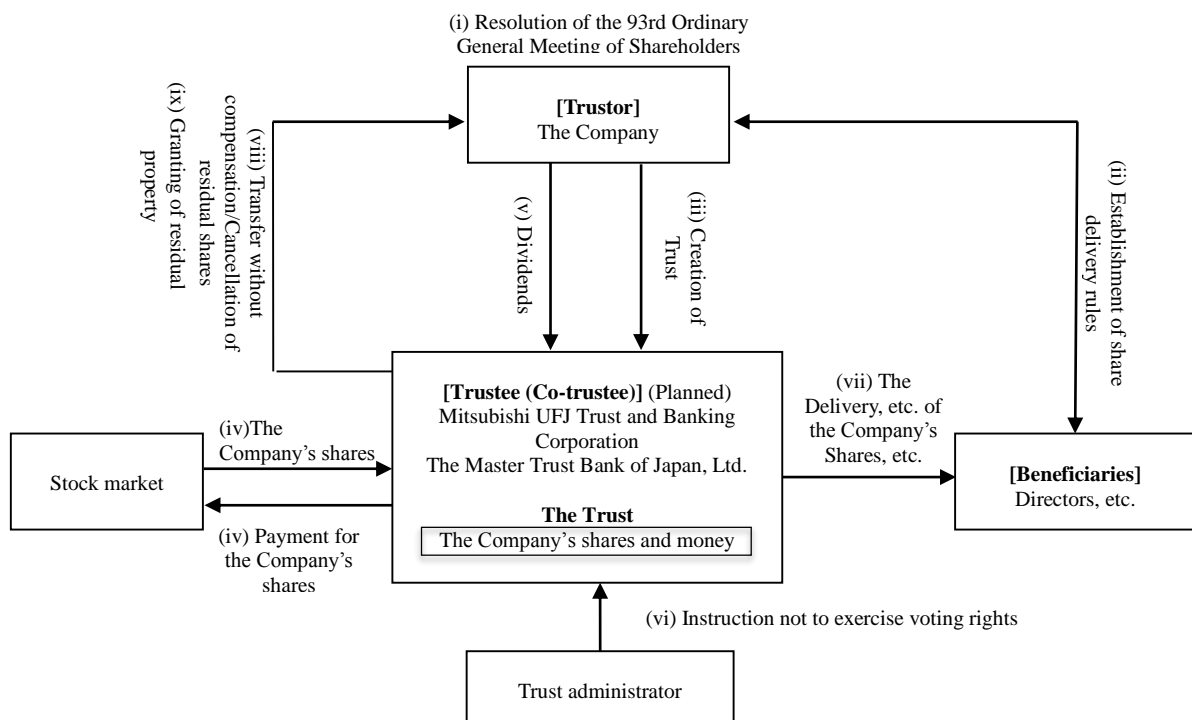 (i) Resolution of the 93rd Ordinary
General Meeting of Shareholders
[Trustor]
The Company
(ix) Granting of residual
property
(viii) Transfer without
compensation/Cancellation of
residual shares
(v) Dividends
(iii) Creation of
Trust
(ii) Establishment of share
delivery rules
[Trustee (Co-trustee)] (Planned)
Mitsubishi UFJ Trust and Banking
Corporation
The Master Trust Bank of Japan, Ltd.
The Trust
The Company’s shares and money
(iv)The
Company’s shares
Stock market
(iv) Payment for
the Company’s
shares
(vii) The
Delivery, etc. of
the Company’s
Shares, etc.
[Beneficiaries]
Directors, etc.
(vi) Instruction not to exercise voting rights
Trust administrator